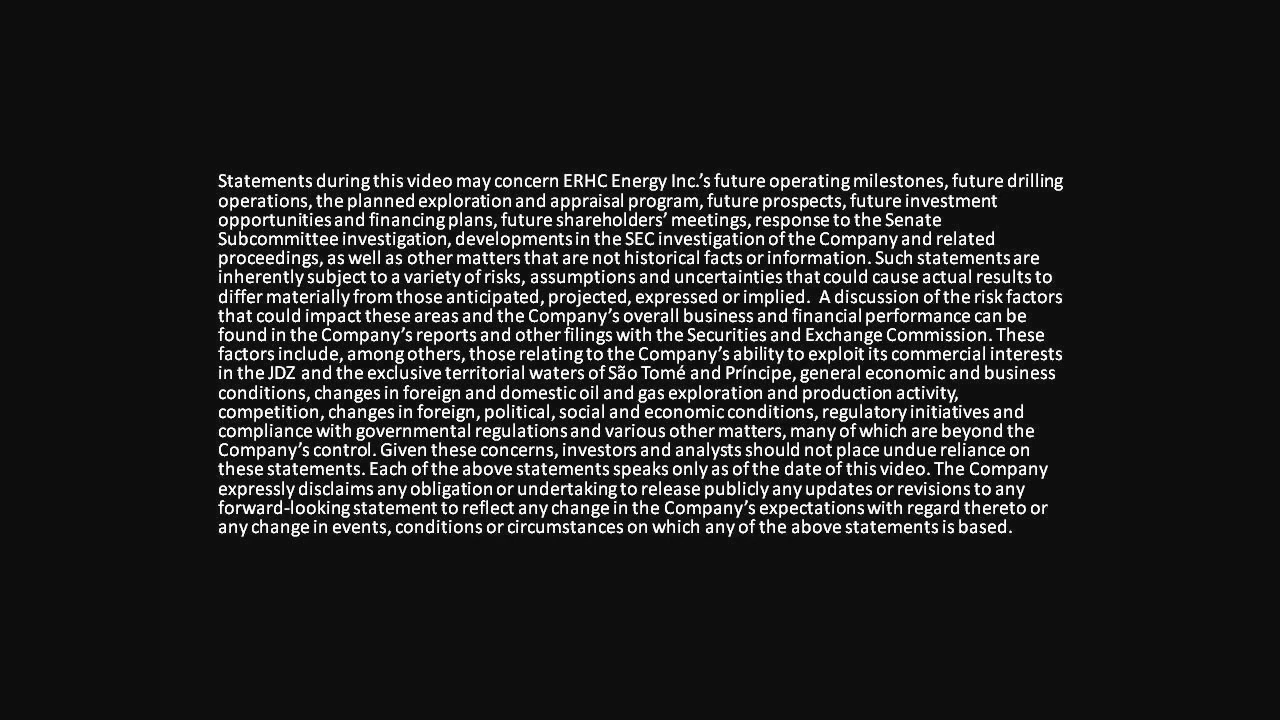 Statements during this video may concern ERHC Energy Inc.’s future operating milestones, future drilling
operations, the planned exploration and appraisal program, future prospects, future investment
opportunities and financing plans, future shareholders’ meetings, response to the Senate
Subcommittee investigation, developments in the SEC investigation of the Company and related
proceedings, as well as other matters that are not historical facts or information. Such statements are
inherently subject to a variety of risks, assumptions and uncertainties that could cause actual results to
differ materially from those anticipated, projected, expressed or implied.  A discussion of the risk factors
that could impact these areas and the Company’s overall business and financial performance can be
found in the Company’s reports and other filings with the Securities and Exchange Commission. These
factors include, among others, those relating to the Company’s ability to exploit its commercial interests
in the JDZ and the exclusive territorial waters of São Tomé and Príncipe, general economic and business
conditions, changes in foreign and domestic oil and gas exploration and production activity,
competition, changes in foreign, political, social and economic conditions, regulatory initiatives and
compliance with governmental regulations and various other matters, many of which are beyond the
Company’s control. Given these concerns, investors and analysts should not place undue reliance on
these statements. Each of the above statements speaks only as of the date of this video. The Company
expressly disclaims any obligation or undertaking to release publicly any updates or revisions to any
forward-looking statement to reflect any change in the Company’s expectations with regard thereto or
any change in events, conditions or circumstances on which any of the above statements is based.